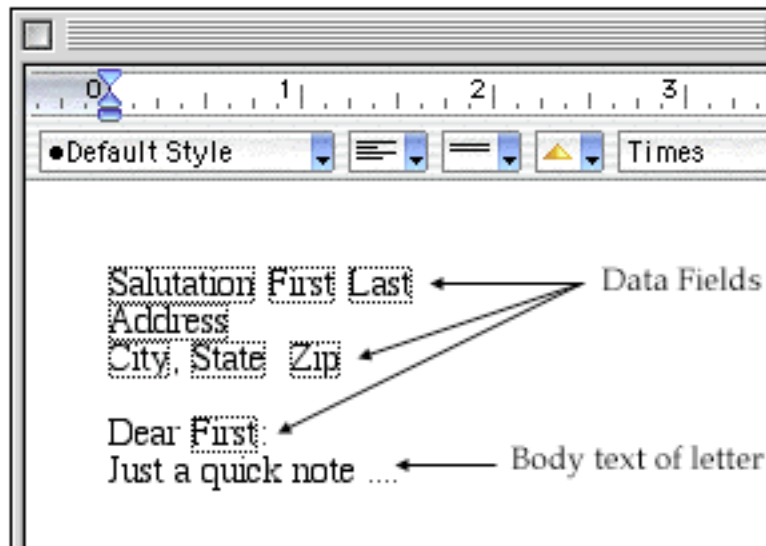 0 1 2 3
•Default Style Times
Salutation First Last Data Fields
Address
City, State Zip
Dear First:
Just a quick note .... Body text of letter